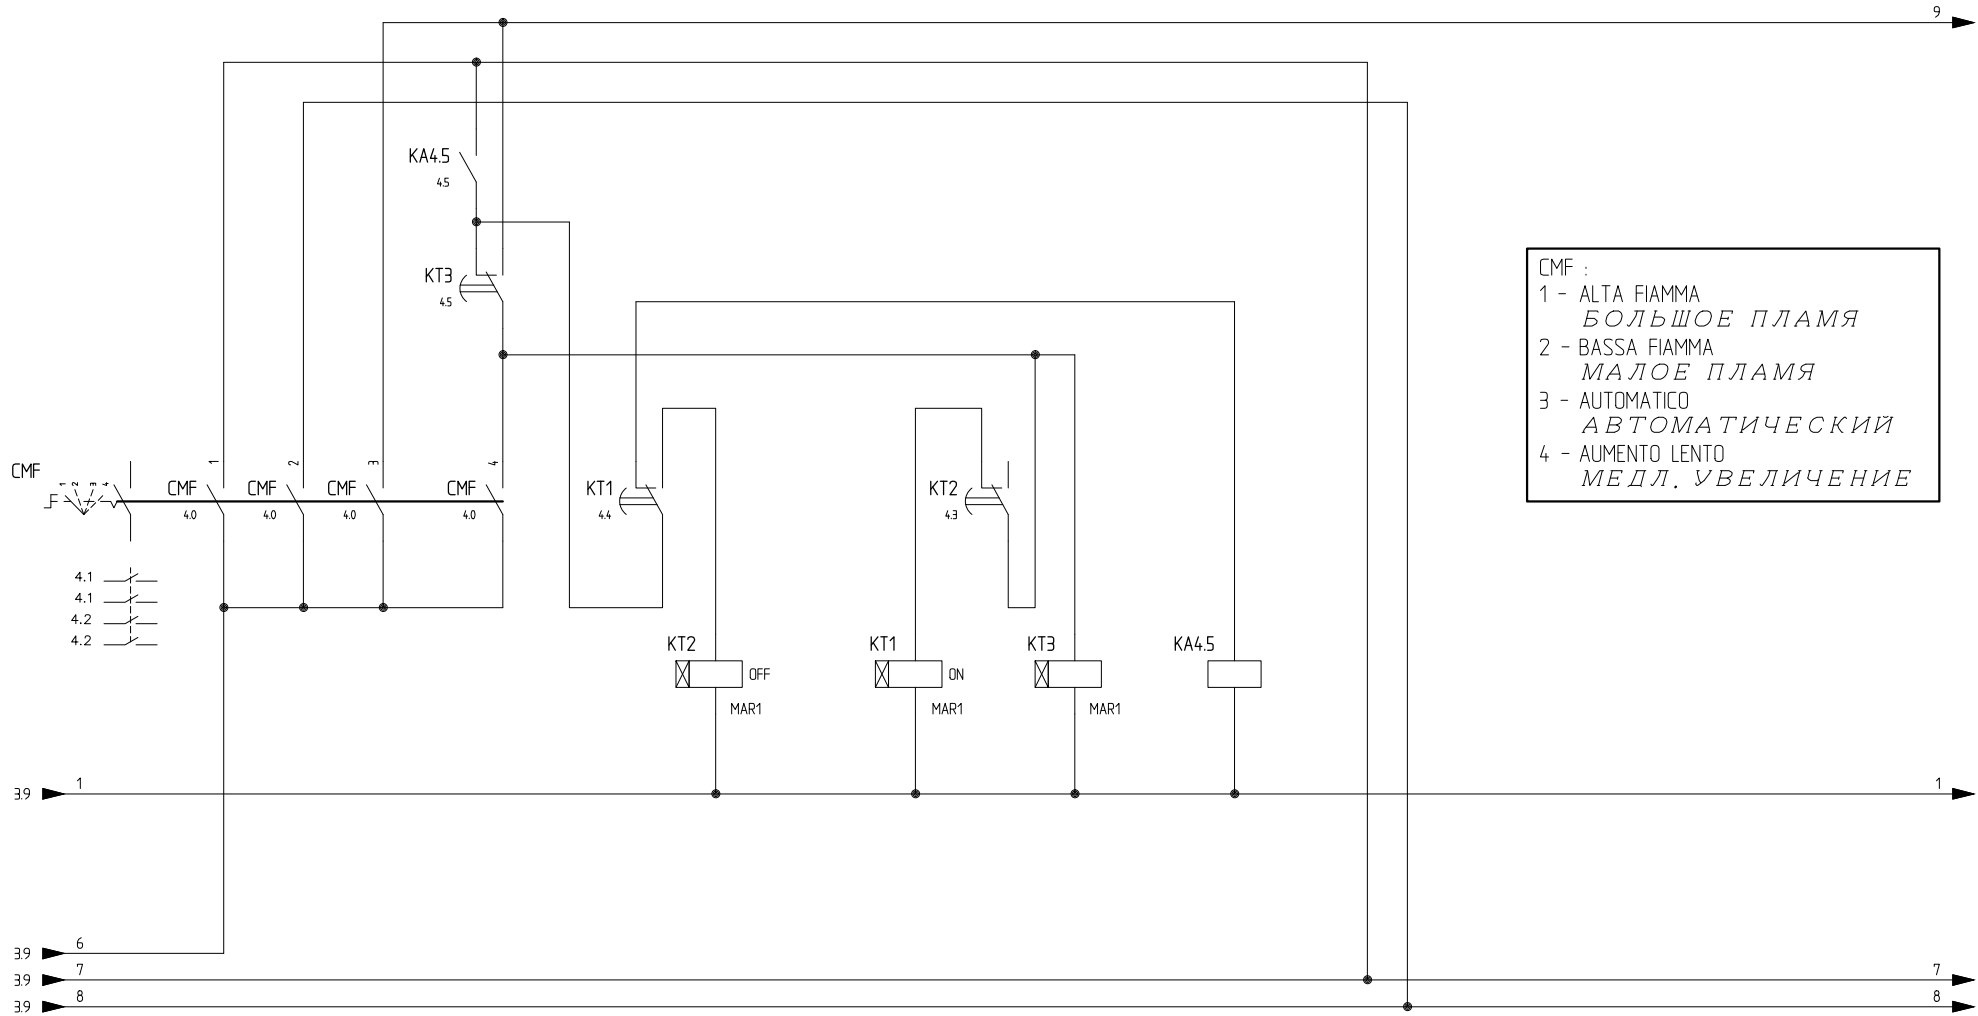 9
KA4.5
4.5
KT3
4.5
CMF :
1 - ALTA FIAMMA
БОЛЬШОЕ ПЛАМЯ
2 - BASSA FIAMMA
МАЛОЕ ПЛАМЯ
3 - AUTOMATICO
АВТОМАТИЧЕСКИЙ
4 - AUMENTO LENTO
МЕДЛ. УВЕЛИЧЕНИЕ
1 2 3 4
CMF
1 2 3 4
CMF CMF CMF CMF KT1 KT2
4.0 4.0 4.0 4.0 4.4 4.3
4.1
4.1
4.2
4.2
KT2 KT1 KT3 KA4.5
OFF ON
MAR1 MAR1 MAR1
3.9 1 1
3.9 6
3.9 7 7
3.9 8 8